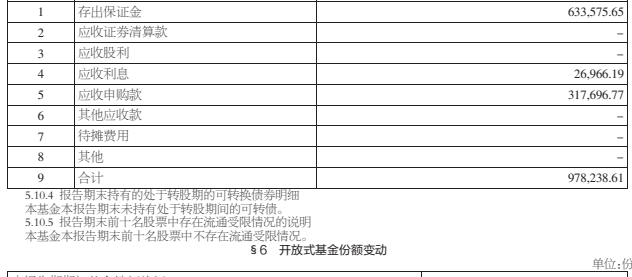 1 存出保证金 633,575.65
2 应收证券清算款 –
3 应收股利 –
4 应收利息 26,966.19
5 应收申购款 317,696.77
6 其他应收款 –
7 待摊费用 –
8 其他 –
9 合计 978,238.61
5.10.4 报告期末持有的处于转股期的可转换债券明细
本基金本报告期末未持有处于转股期间的可转债。
5.10.5 报告期末前十名股票中存在流通受限情况的说明
本基金本报告期末前十名股票中不存在流通受限情况。
§6 开放式基金份额变动
单位:份